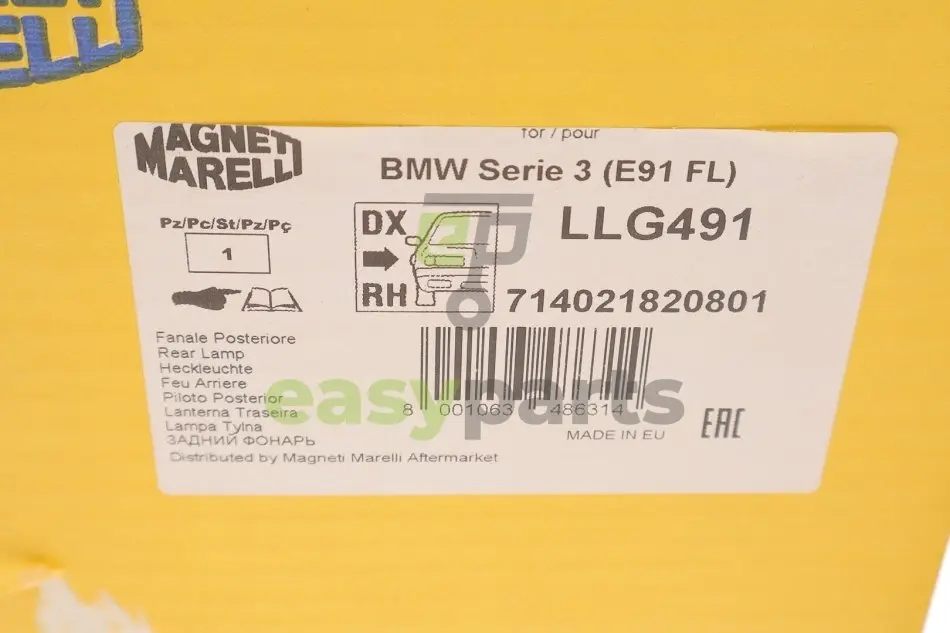 ELLI
MAGNETI
MARELLI
for / pour
BMW Serie 3 (E91 FL)
Pz/Pc/St/Pz/Pç
1
DX
RH
LLG491
714021820801
Fanale Posteriore
Rear Lamp
Heckleuchte
Feu Arriere
Piloto Posterior
Lanterna Traseira
Lampa Tylna
ЗАДНИЙ ФОНАРЬ
Distributed by Magneti Marelli Aftermarket
8 001063 486314
MADE IN EU
EAC
easyparts